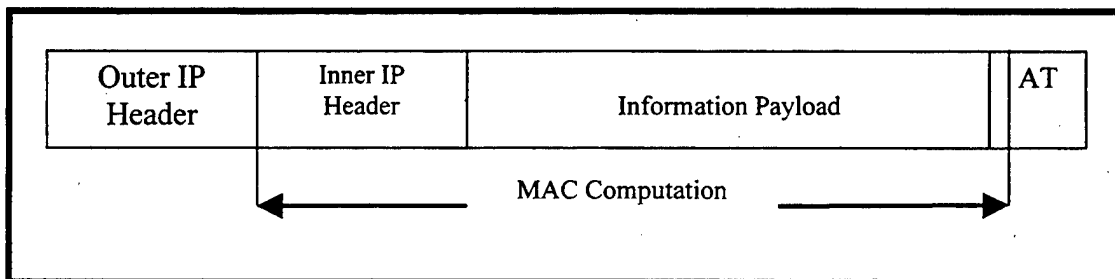 Outer IP
Header
Inner IP
Header
Information Payload
AT
MAC Computation